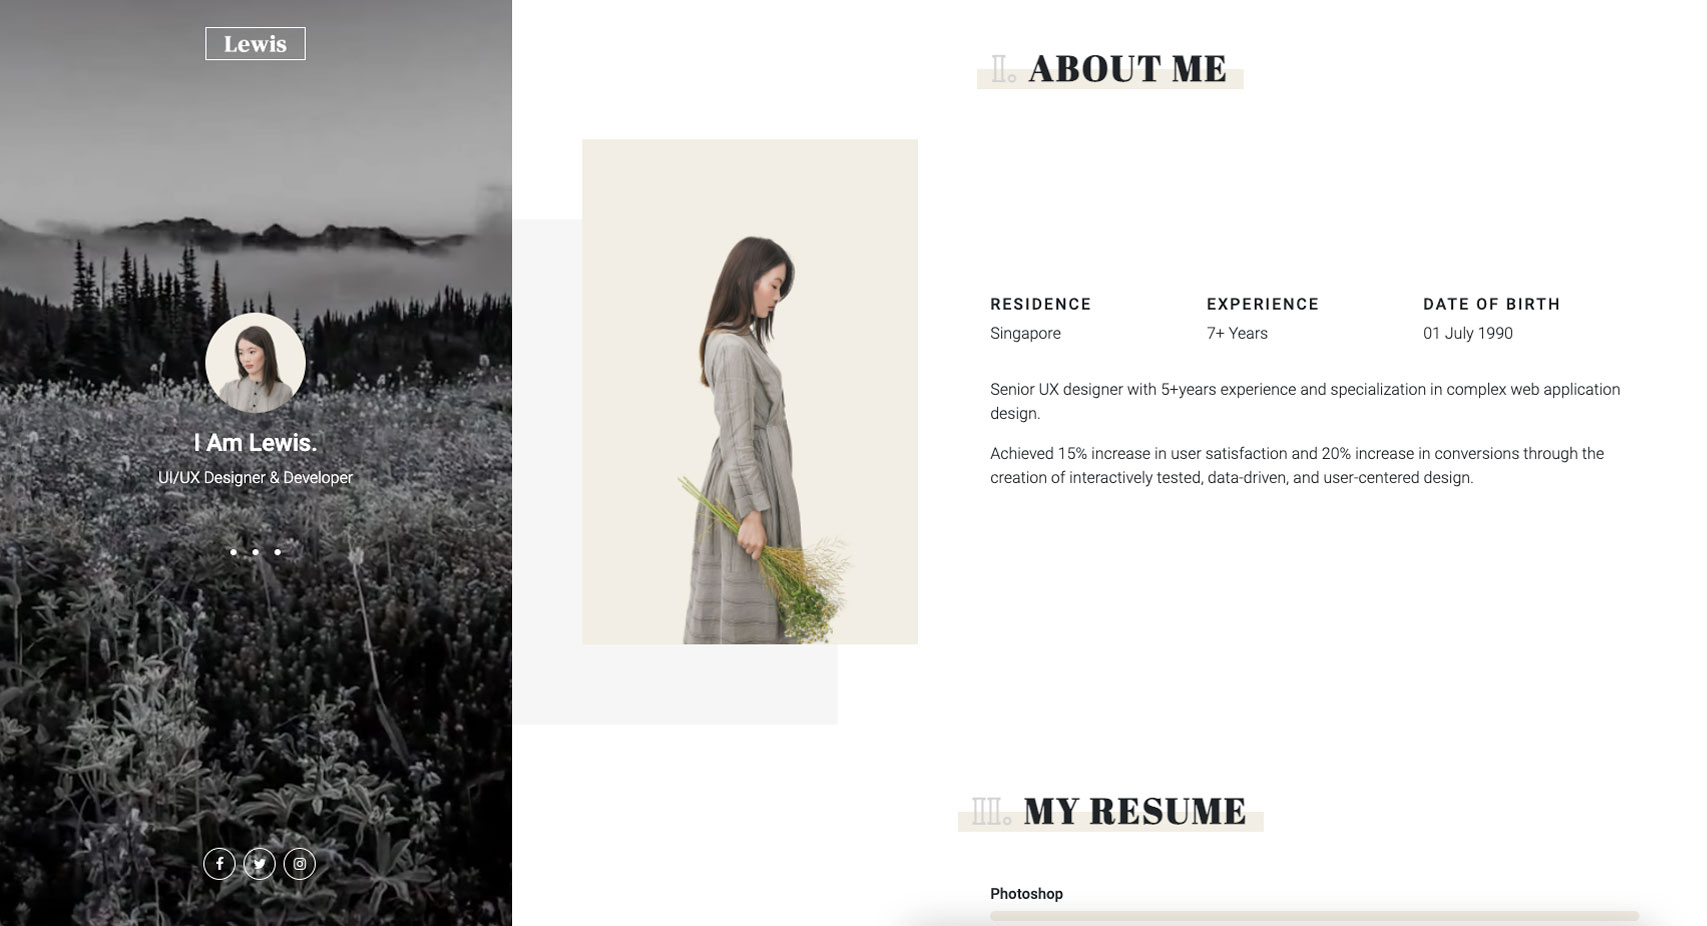 Lewis
I Am Lewis.
UI/UX Designer & Developer
I. ABOUT ME
RESIDENCE
Singapore
EXPERIENCE
7+ Years
DATE OF BIRTH
01 July 1990
Senior UX designer with 5+years experience and specialization in complex web application
design.
Achieved 15% increase in user satisfaction and 20% increase in conversions through the
creation of interactively tested, data-driven, and user-centered design.
III. MY RESUME
Photoshop